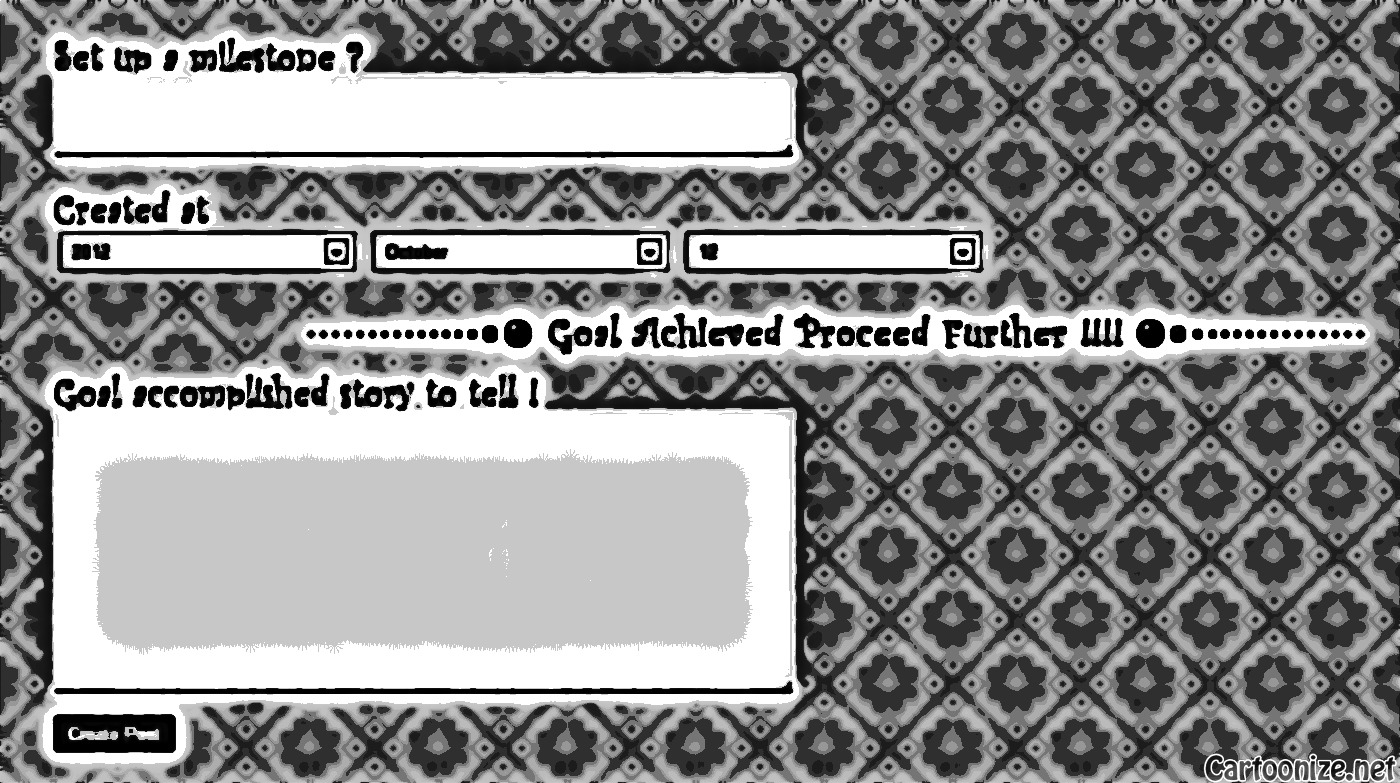 Set up a milestone ?
Created at
2012 October 12
Goal Achieved Proceed Further !!!!
Goal accomplished story to tell !
Create Post
Cartoonize.net